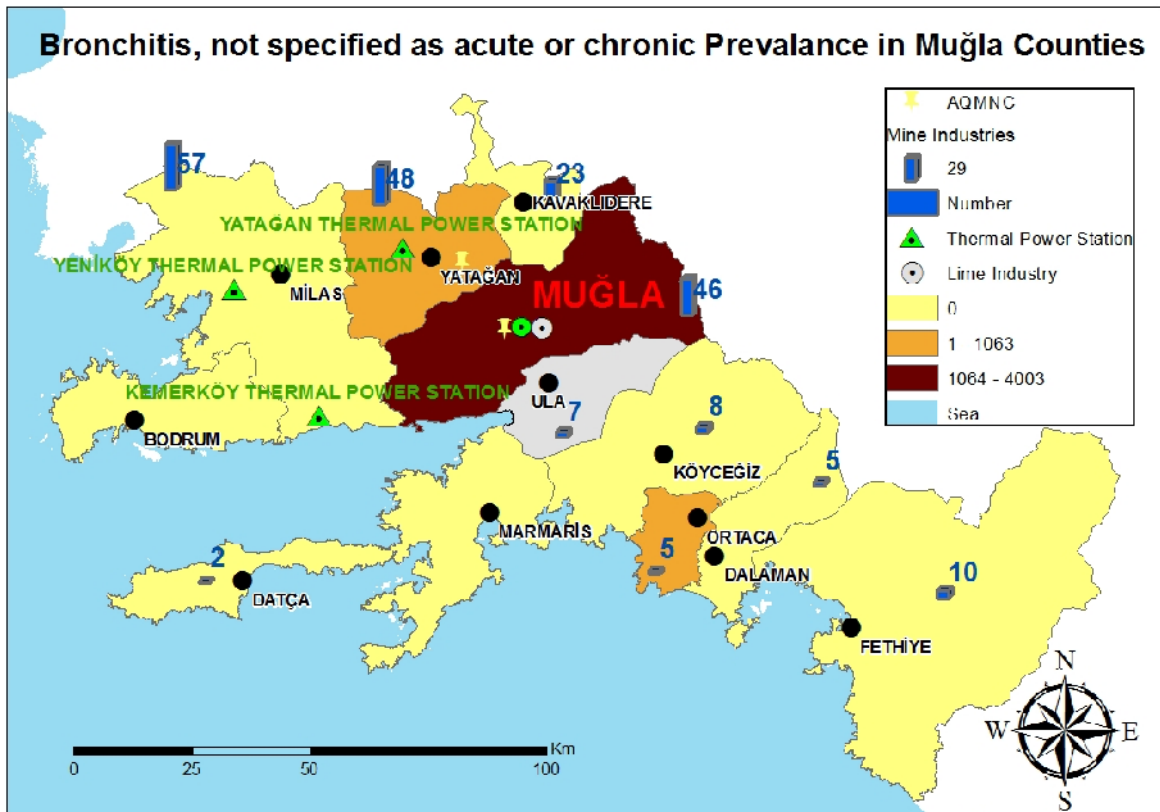 Bronchitis, not specified as acute or chronic Prevalance in Muğla Counties
AQMNC
Mine Industries
29
Number
Thermal Power Station
Lime Industry
0
1 - 1063
1064 - 4003
Sea
57
48
23
KAVAKLIDERE
YATAĞAN THERMAL POWER STATION
YATAĞAN
YENİKÖY THERMAL POWER STATION
MİLAS
MUĞLA
46
KEMERKÖY THERMAL POWER STATION
ULA
7
8
BODRUM
KÖYCEĞİZ
5
MARMARİS
ORTACA
5
DALAMAN
2
DATÇA
10
FETHİYE
N
W
E
S
Km
0
25
50
100